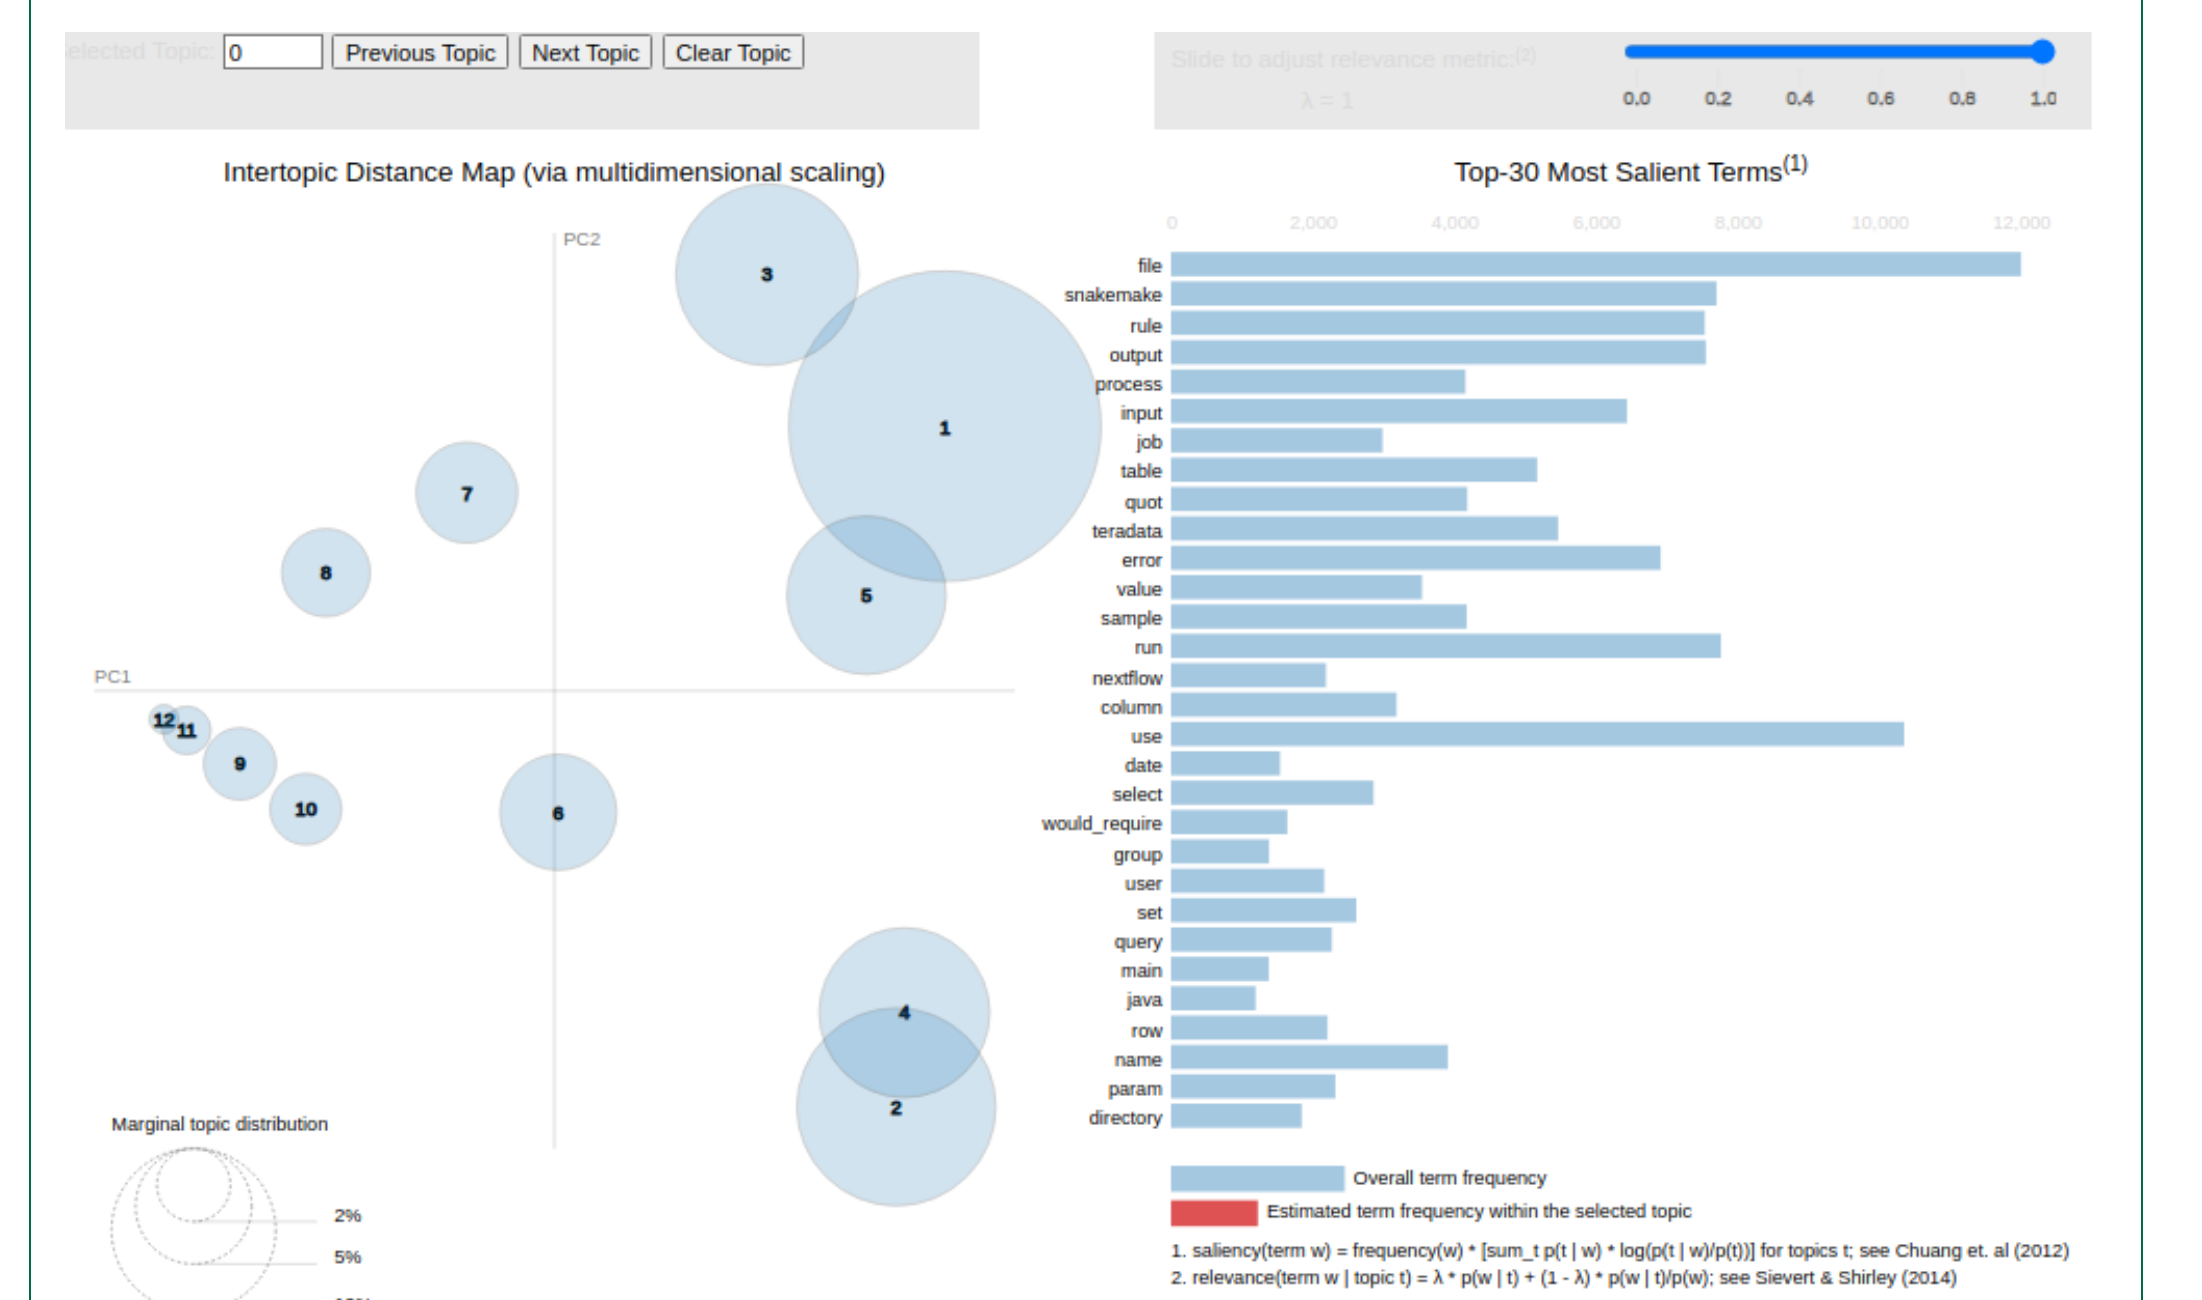 elected Topic: 0 Previous Topic Next Topic Clear Topic
Slide to adjust relevance metric:(2)
λ = 1
0.0 0.2 0.4 0.6 0.8 1.0
Intertopic Distance Map (via multidimensional scaling)
PC2
PC1
3
1
7
8
5
12
11
9
10
6
4
2
Marginal topic distribution
2%
5%
Top-30 Most Salient Terms(1)
0 2,000 4,000 6,000 8,000 10,000 12,000
file
snakemake
rule
output
process
input
job
table
quot
teradata
error
value
sample
run
nextflow
column
use
date
select
would_require
group
user
set
query
main
java
row
name
param
directory
Overall term frequency
Estimated term frequency within the selected topic
1. saliency(term w) = frequency(w) * [sum_t p(t | w) * log(p(t | w)/p(t))] for topics t; see Chuang et. al (2012)
2. relevance(term w | topic t) = λ * p(w | t) + (1 - λ) * p(w | t)/p(w); see Sievert & Shirley (2014)